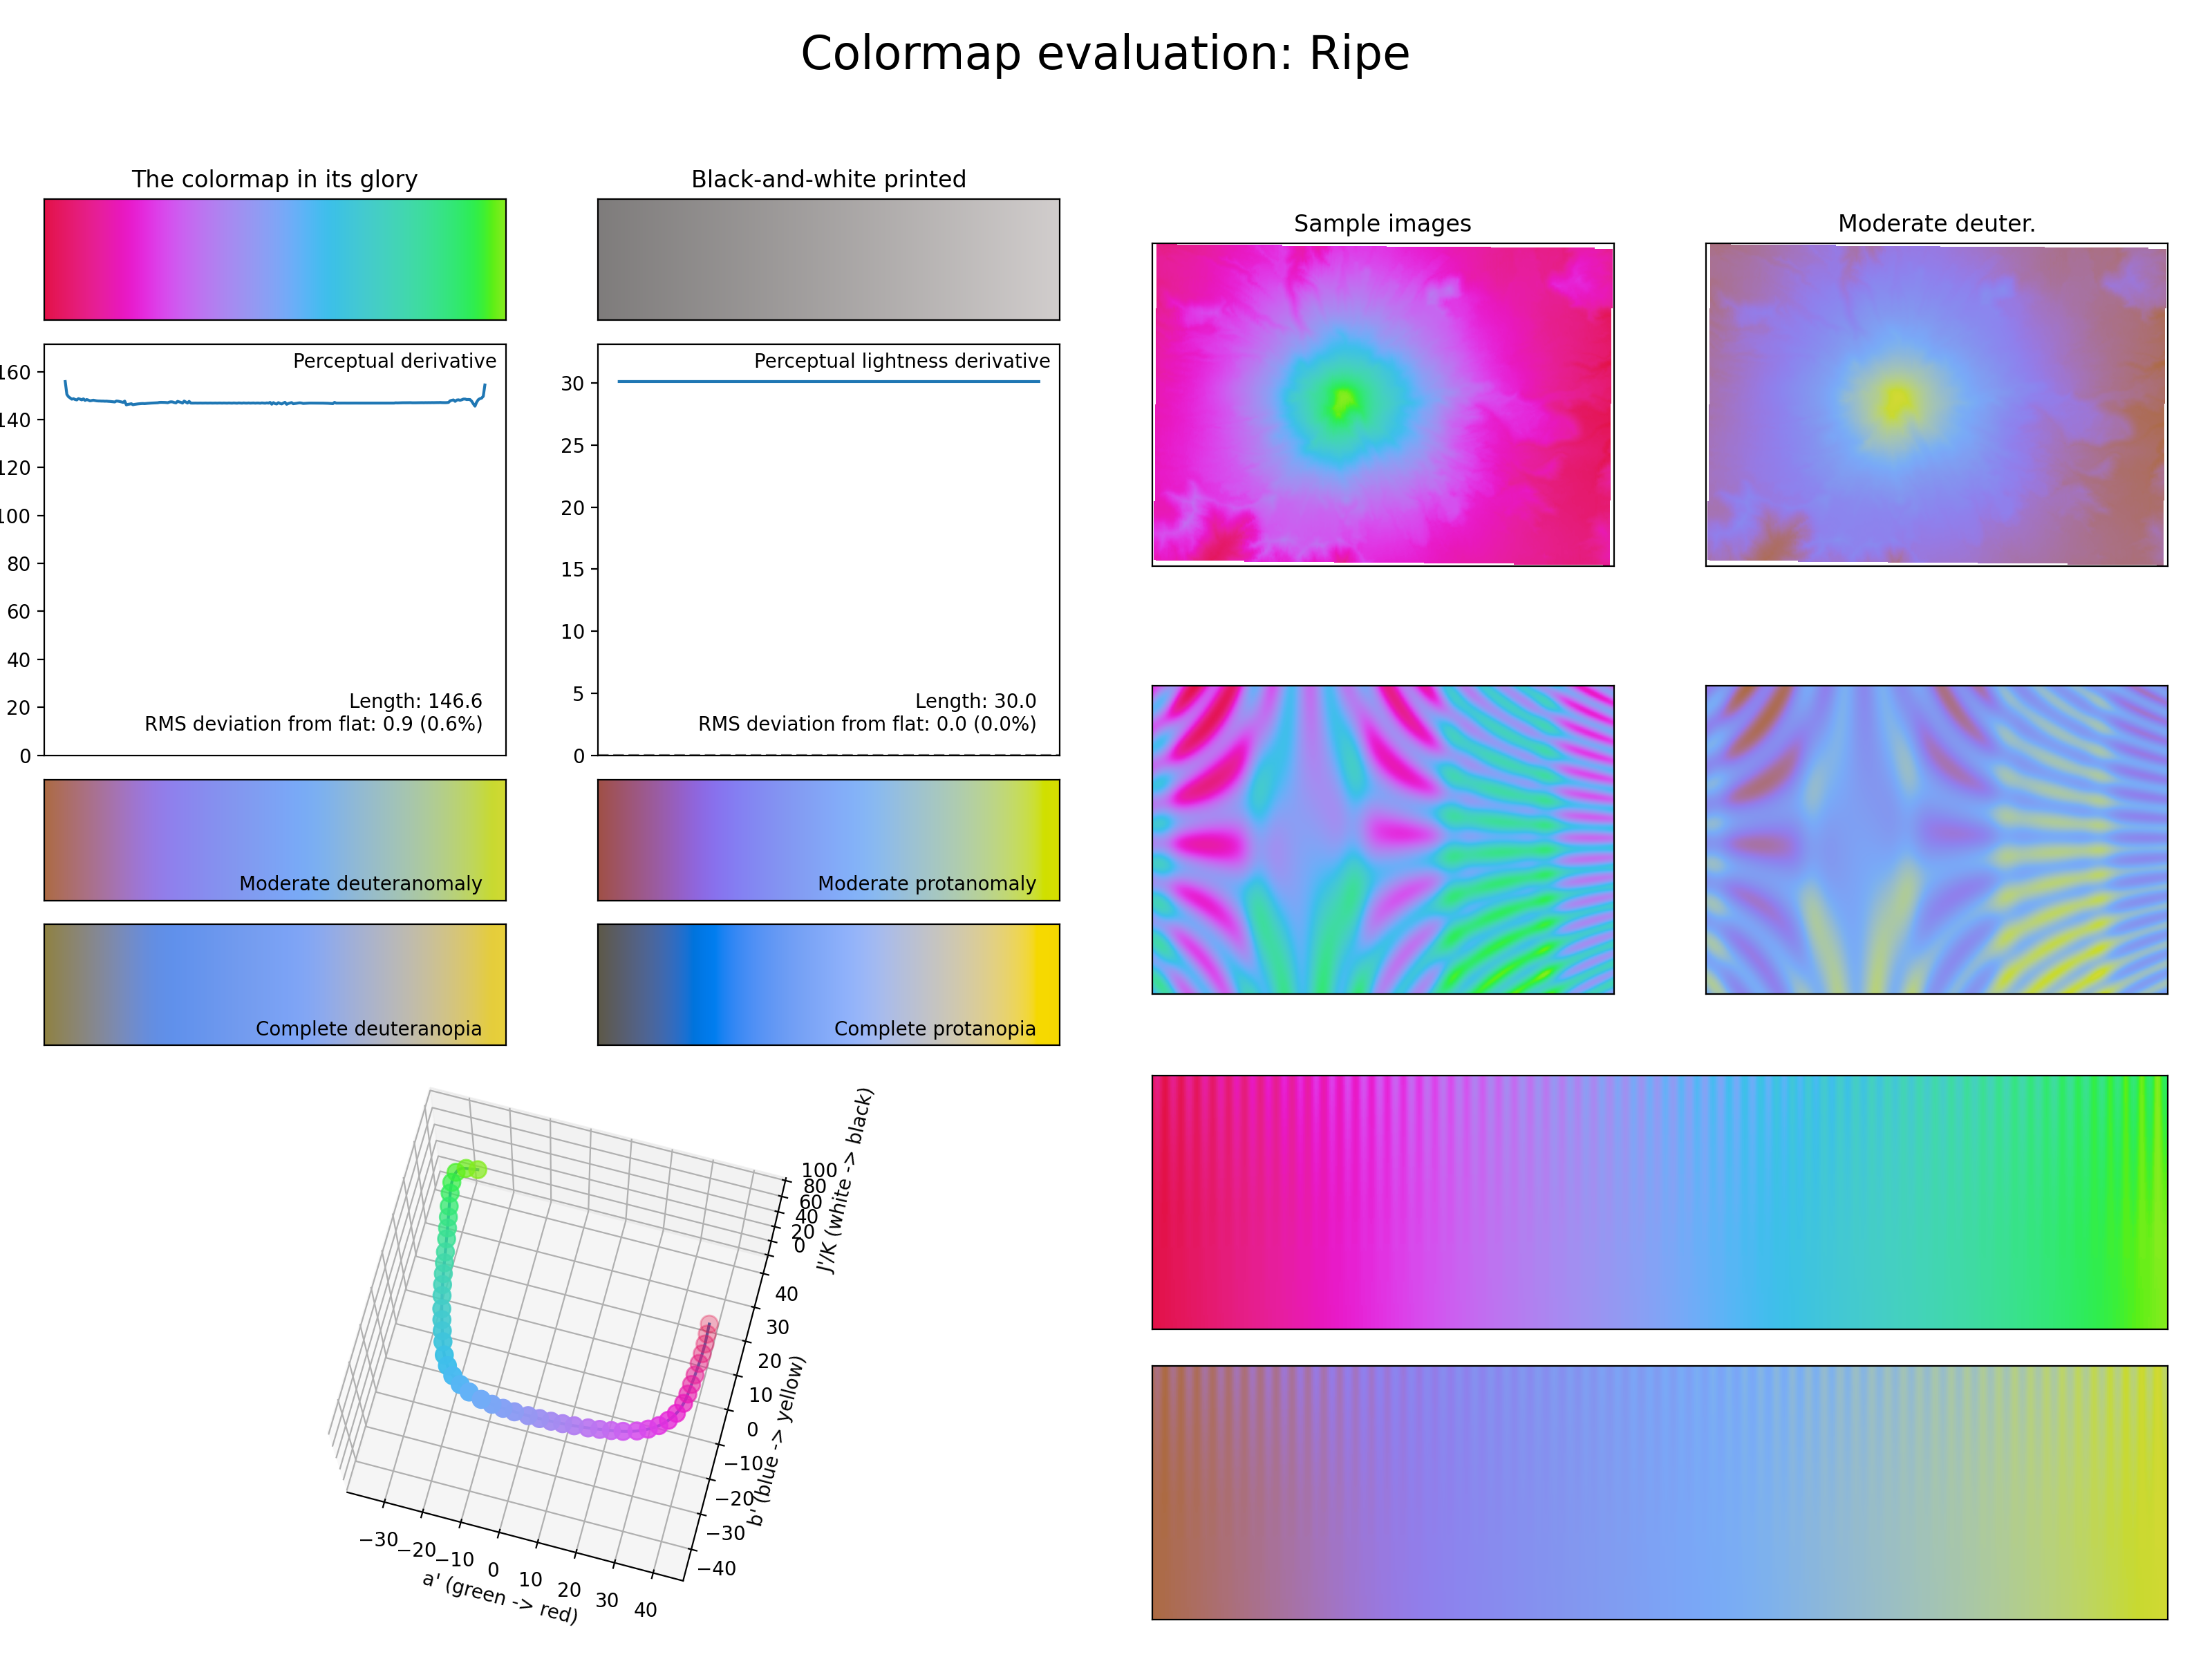 Colormap evaluation: Ripe
The colormap in its glory
Black-and-white printed
Sample images
Moderate deuter.
Perceptual derivative
160
140
120
100
80
60
40
20
0
Length: 146.6
RMS deviation from flat: 0.9 (0.6%)
Perceptual lightness derivative
30
25
20
15
10
5
0
Length: 30.0
RMS deviation from flat: 0.0 (0.0%)
Moderate deuteranomaly
Moderate protanomaly
Complete deuteranopia
Complete protanopia
100
80
60
40
20
0
J'/K (white -> black)
40
30
20
10
0
−10
−20
−30
−40
b' (blue -> yellow)
−30
−20
−10
0
10
20
30
40
a' (green -> red)